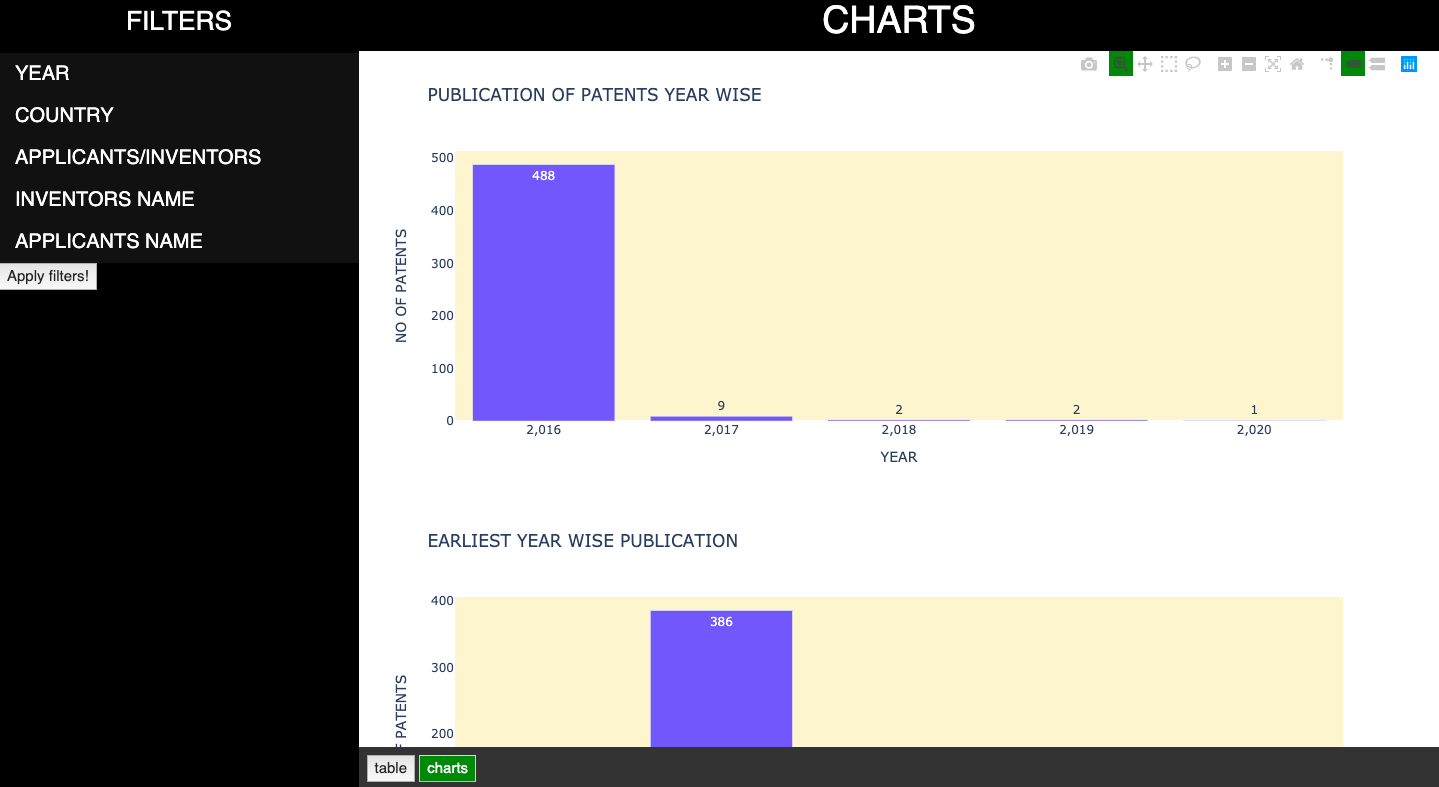 FILTERS
CHARTS
YEAR
COUNTRY
APPLICANTS/INVENTORS
INVENTORS NAME
APPLICANTS NAME
Apply filters!
PUBLICATION OF PATENTS YEAR WISE
NO OF PATENTS
500
400
300
200
100
0
488
9
2
2
1
2,016
2,017
2,018
2,019
2,020
YEAR
EARLIEST YEAR WISE PUBLICATION
PATENTS
400
300
200
386
table
charts